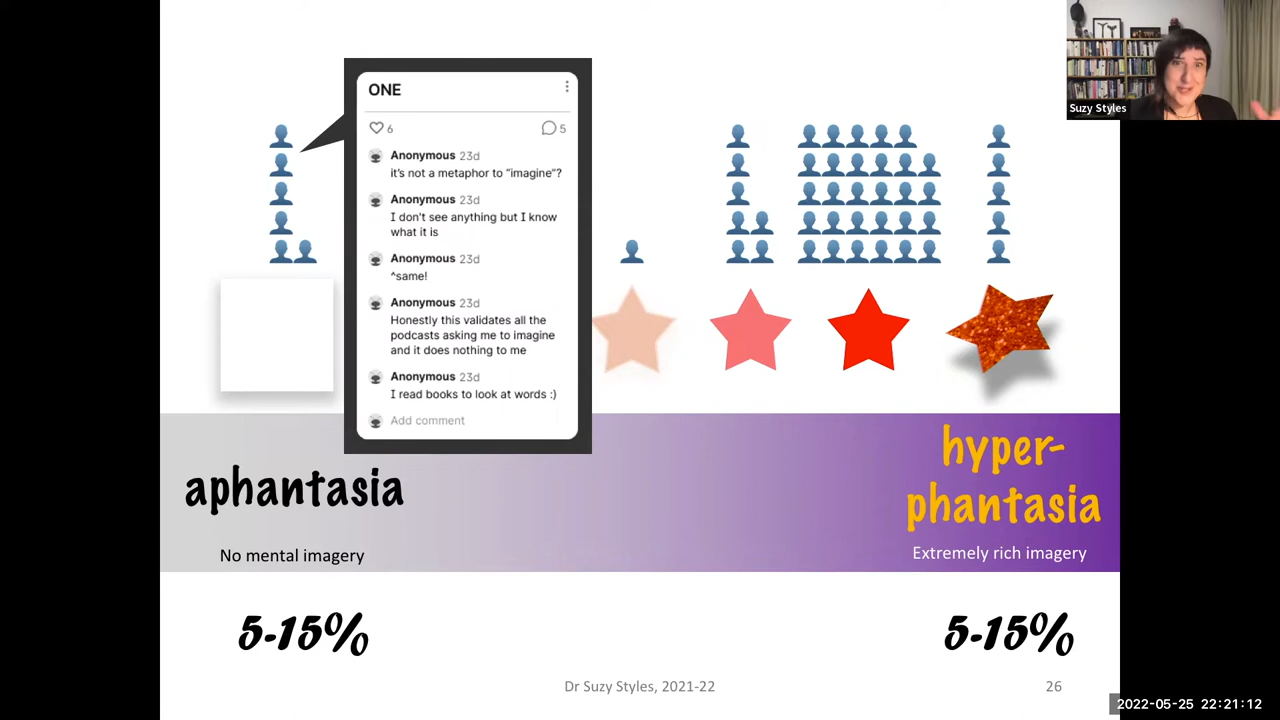 Suzy Styles
ONE
6
5
Anonymous 23d
it's not a metaphor to "imagine"?
Anonymous 23d
I don't see anything but I know
what it is
Anonymous 23d
^same!
Anonymous 23d
Honestly this validates all the
podcasts asking me to imagine
and it does nothing to me
Anonymous 23d
I read books to look at words :)
Add comment
aphantasia
No mental imagery
hyper-
phantasia
Extremely rich imagery
5-15%
5-15%
Dr Suzy Styles, 2021-22
26
2022-05-25 22:21:12